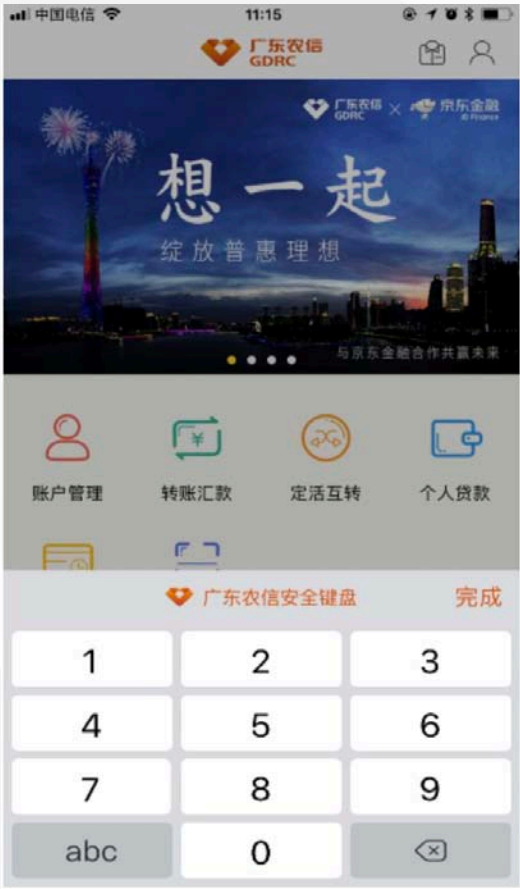 中国电信 11:15
广东农信
GDRC
广东农信 GDRC × 京东金融 JD Finance
想一起
绽放普惠理想
与京东金融合作共赢未来
账户管理 转账汇款 定活互转 个人贷款
广东农信安全键盘 完成
1 2 3
4 5 6
7 8 9
abc 0